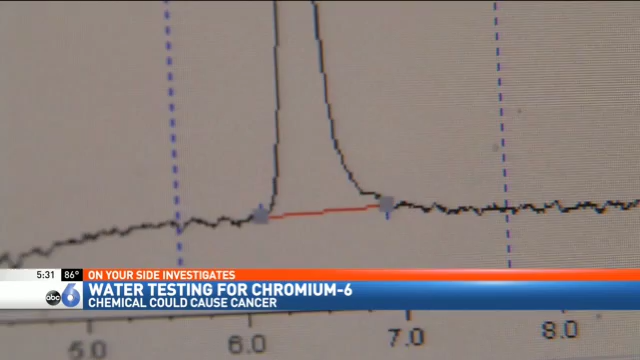 5:31 86° ON YOUR SIDE INVESTIGATES
abc 6 WATER TESTING FOR CHROMIUM-6
CHEMICAL COULD CAUSE CANCER
5.0 6.0 7.0 8.0